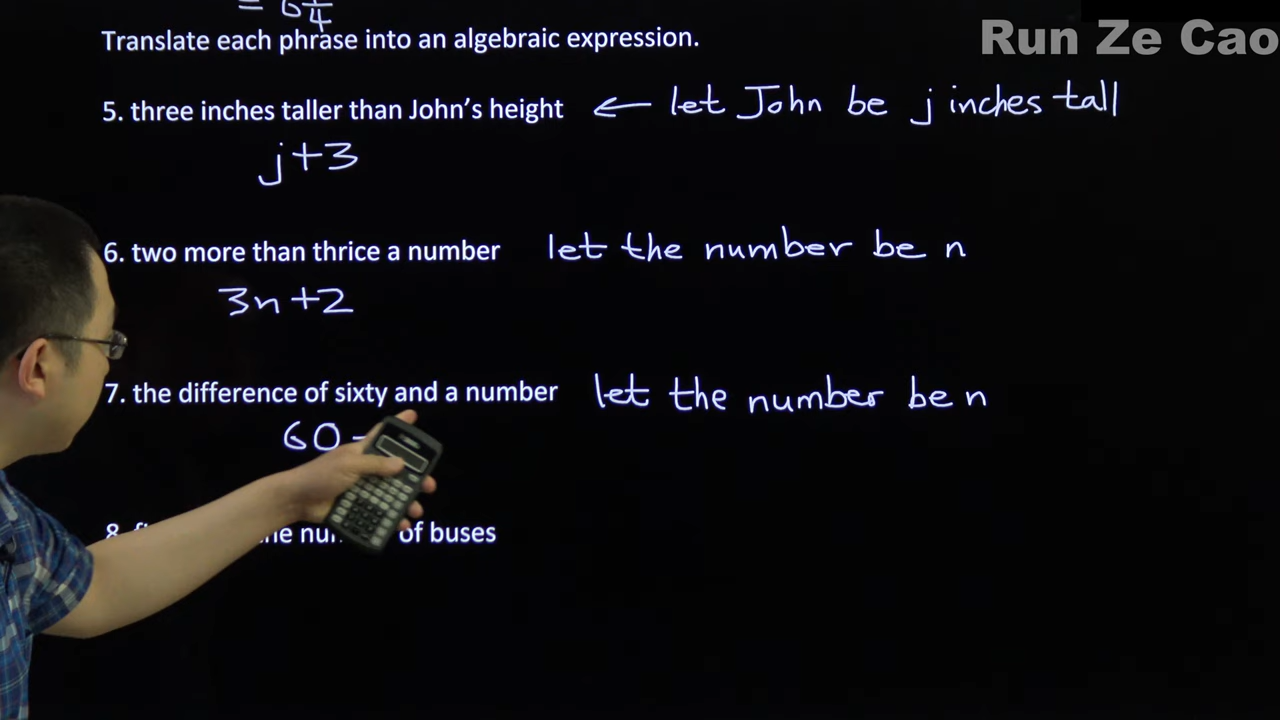 Run Ze Cao
Translate each phrase into an algebraic expression.
5. three inches taller than John's height ← let John be j inches tall
j+3
6. two more than thrice a number let the number be n
3n+2
7. the difference of sixty and a number let the number be n
60 -
8. of buses